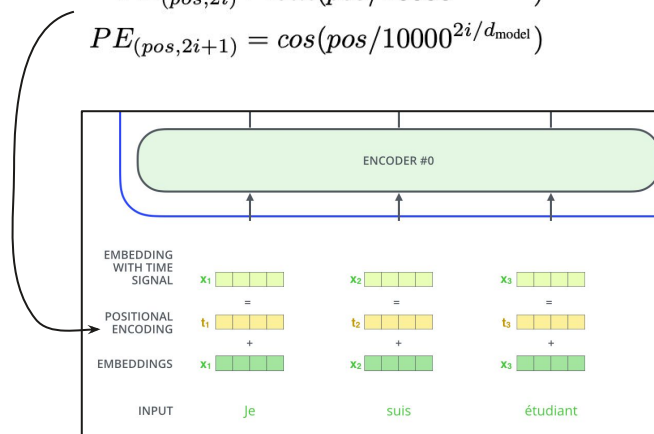 PE(pos,2i+1) = cos(pos/10000^2i/d_model)
ENCODER #0
EMBEDDING
WITH TIME
SIGNAL
x₁ x₂ x₃
= = =
POSITIONAL
ENCODING
t₁ t₂ t₃
+ + +
EMBEDDINGS x₁ x₂ x₃
INPUT Je suis étudiant